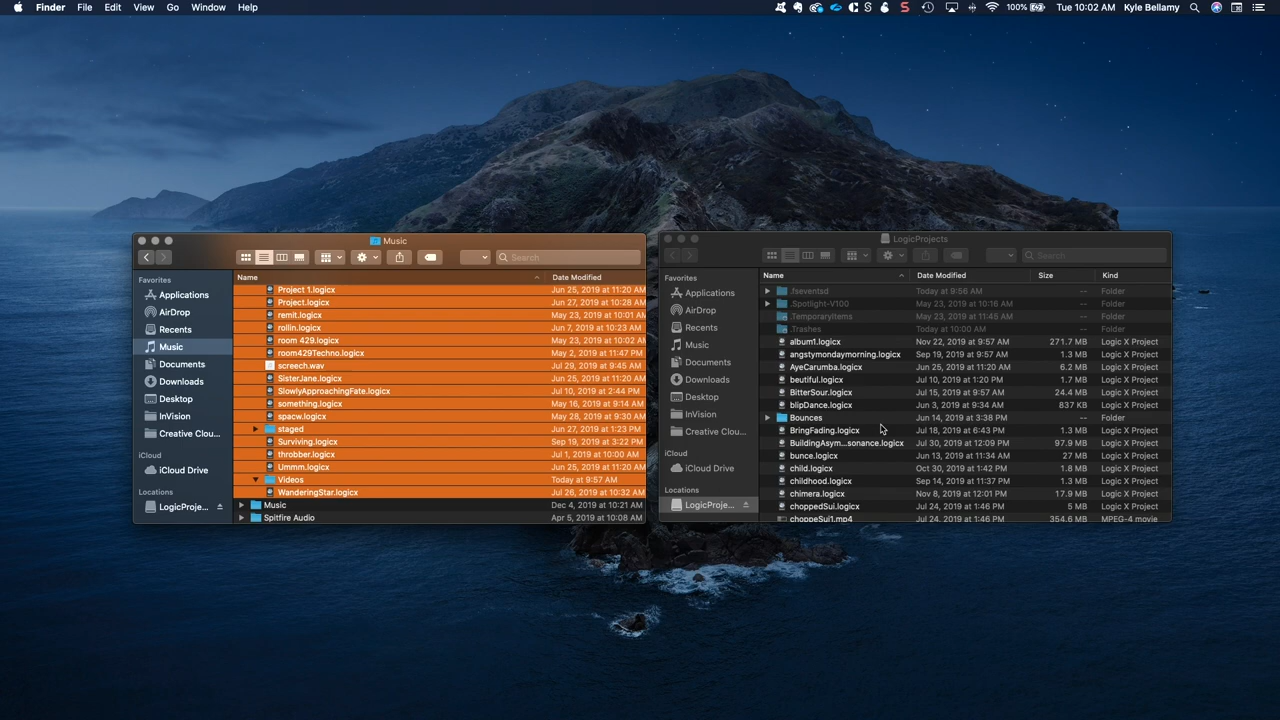 Finder File Edit View Go Window Help 100% Tue 10:02 AM Kyle Bellamy
Music
Search
Favorites
Applications
AirDrop
Recents
Music
Documents
Downloads
Desktop
InVision
Creative Clou...
iCloud
iCloud Drive
Locations
LogicProje...
Name Date Modified
Project 1.logicx Jun 25, 2019 at 11:20 AM
Project.logicx Jun 27, 2019 at 10:28 AM
remit.logicx May 23, 2019 at 10:01 AM
rollin.logicx Jun 7, 2019 at 10:23 AM
room 429.logicx May 23, 2019 at 10:02 AM
room429Techno.logicx May 2, 2019 at 11:47 PM
screech.wav Jul 29, 2019 at 9:45 AM
SisterJane.logicx Jun 25, 2019 at 11:20 AM
SlowlyApproachingFate.logicx Jul 10, 2019 at 2:44 PM
something.logicx May 16, 2019 at 9:14 AM
spacw.logicx May 28, 2019 at 9:30 AM
staged Jun 27, 2019 at 1:23 PM
Surviving.logicx Sep 19, 2019 at 3:22 PM
throbber.logicx Jul 1, 2019 at 10:00 AM
Ummm.logicx Jun 25, 2019 at 11:20 AM
Videos Today at 9:57 AM
WanderingStar.logicx Jul 26, 2019 at 10:32 AM
Music Dec 4, 2019 at 10:21 AM
Spitfire Audio Apr 5, 2019 at 10:08 AM
LogicProjects
Search
Favorites
Applications
AirDrop
Recents
Music
Documents
Downloads
Desktop
InVision
Creative Clou...
iCloud
iCloud Drive
Locations
LogicProje...
Name Date Modified Size Kind
.fseventsd Today at 9:56 AM -- Folder
.Spotlight-V100 May 23, 2019 at 10:16 AM -- Folder
.TemporaryItems May 23, 2019 at 11:45 AM -- Folder
.Trashes Today at 10:00 AM -- Folder
album1.logicx Nov 22, 2019 at 9:57 AM 271.7 MB Logic X Project
angstymondaymorning.logicx Sep 19, 2019 at 9:57 AM 1.3 MB Logic X Project
AyeCarumba.logicx Jun 25, 2019 at 11:20 AM 6.2 MB Logic X Project
beutiful.logicx Jul 10, 2019 at 1:20 PM 1.7 MB Logic X Project
BitterSour.logicx Jul 15, 2019 at 9:57 AM 24.4 MB Logic X Project
blipDance.logicx Jun 3, 2019 at 9:34 AM 837 KB Logic X Project
Bounces Jun 14, 2019 at 3:38 PM -- Folder
BringFading.logicx Jul 18, 2019 at 6:43 PM 1.3 MB Logic X Project
BuildingAsym...sonance.logicx Jul 30, 2019 at 12:09 PM 97.9 MB Logic X Project
bunce.logicx Jun 13, 2019 at 11:34 AM 27 MB Logic X Project
child.logicx Oct 30, 2019 at 1:42 PM 1.8 MB Logic X Project
childhood.logicx Sep 14, 2019 at 11:37 PM 1.3 MB Logic X Project
chimera.logicx Nov 8, 2019 at 12:01 PM 17.9 MB Logic X Project
choppedSui.logicx Jul 24, 2019 at 1:46 PM 5 MB Logic X Project
choppeSui1.mp4 Jul 24, 2019 at 1:46 PM 354.6 MB MPEG-4 movie